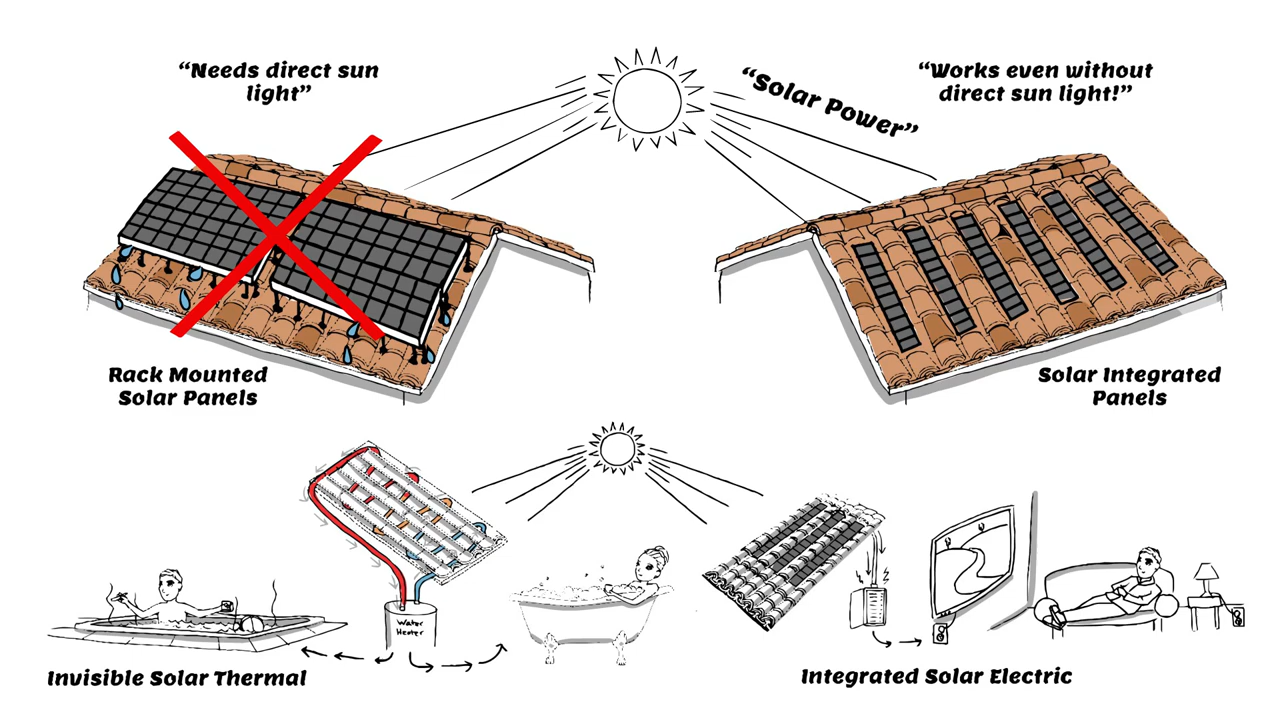 “Needs direct sun
light”
“Solar Power”
“Works even without
direct sun light!”
Rack Mounted
Solar Panels
Solar Integrated
Panels
Water
Heater
Invisible Solar Thermal
Integrated Solar Electric